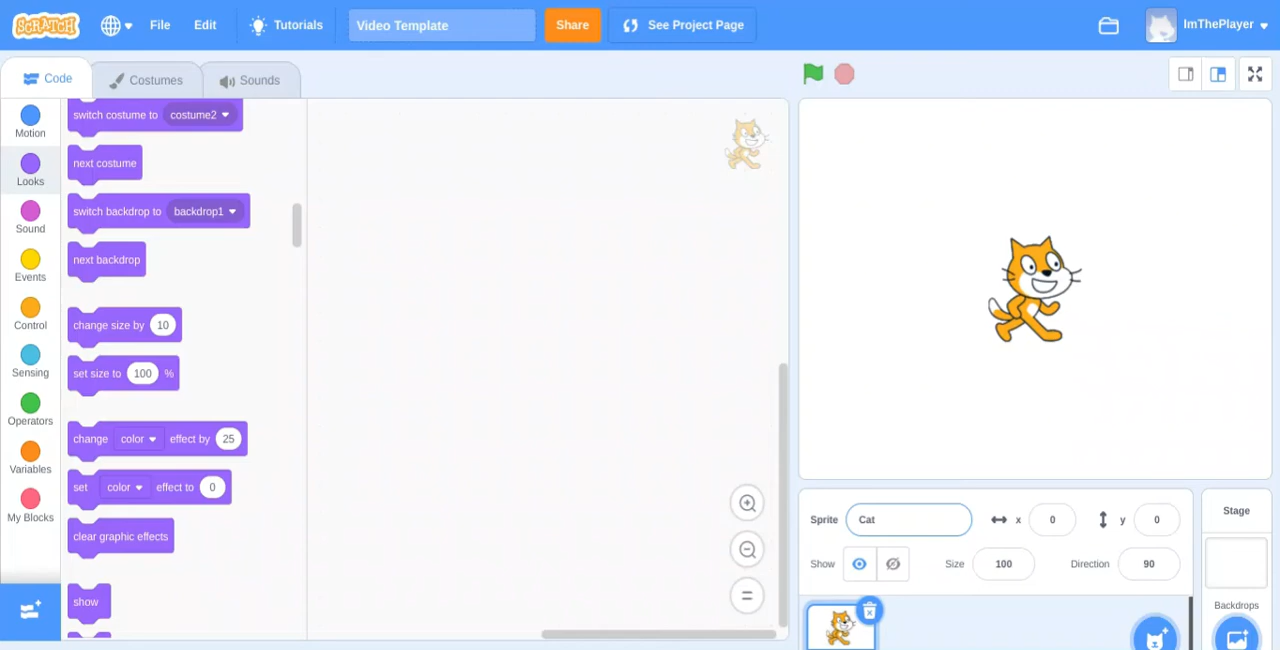 SCRATCH File Edit Tutorials Video Template Share See Project Page ImThePlayer
Code Costumes Sounds
Motion
Looks
Sound
Events
Control
Sensing
Operators
Variables
My Blocks
switch costume to costume2
next costume
switch backdrop to backdrop1
next backdrop
change size by 10
set size to 100 %
change color effect by 25
set color effect to 0
clear graphic effects
show
Sprite Cat x 0 y 0
Show Size 100 Direction 90
Stage
Backdrops